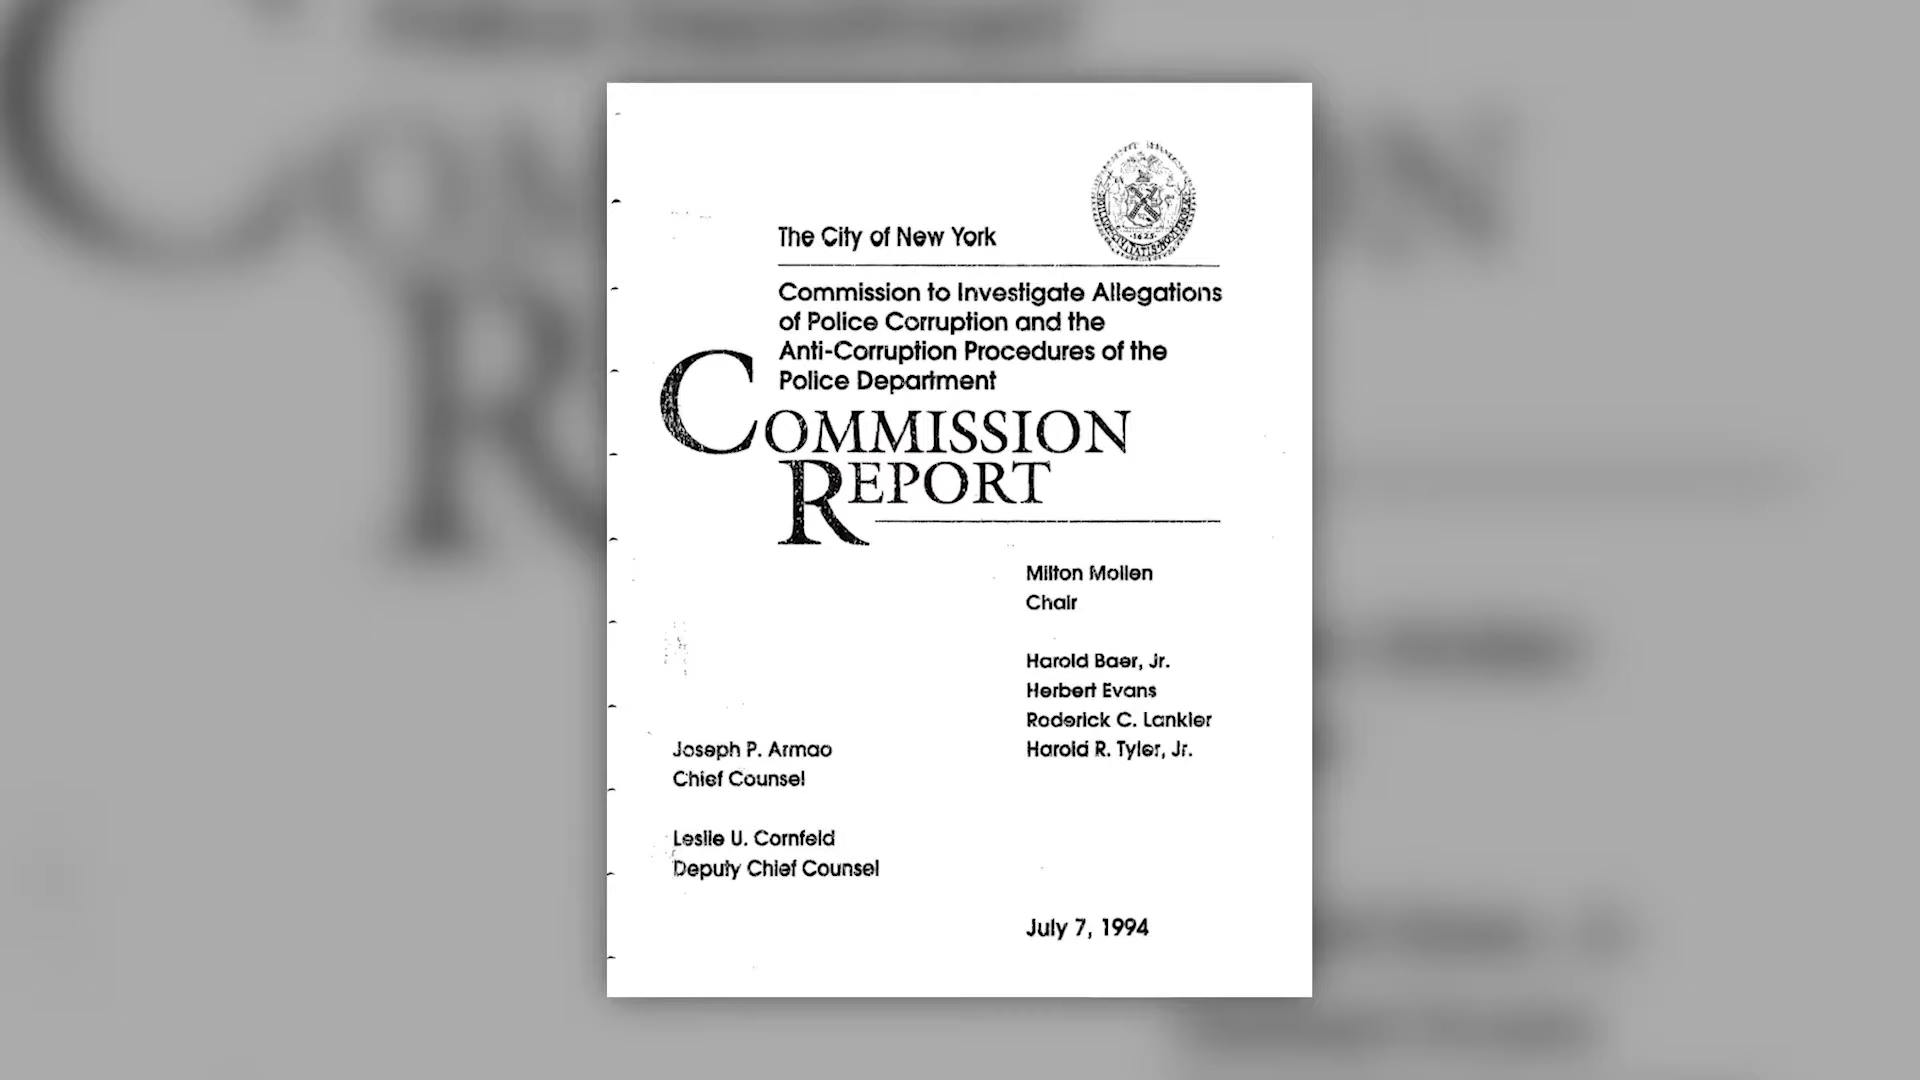 The City of New York
Commission to Investigate Allegations
of Police Corruption and the
Anti-Corruption Procedures of the
Police Department
COMMISSION
REPORT
Milton Mollen
Chair
Harold Baer, Jr.
Herbert Evans
Roderick C. Lankler
Harold R. Tyler, Jr.
Joseph P. Armao
Chief Counsel
Leslie U. Cornfeld
Deputy Chief Counsel
July 7, 1994